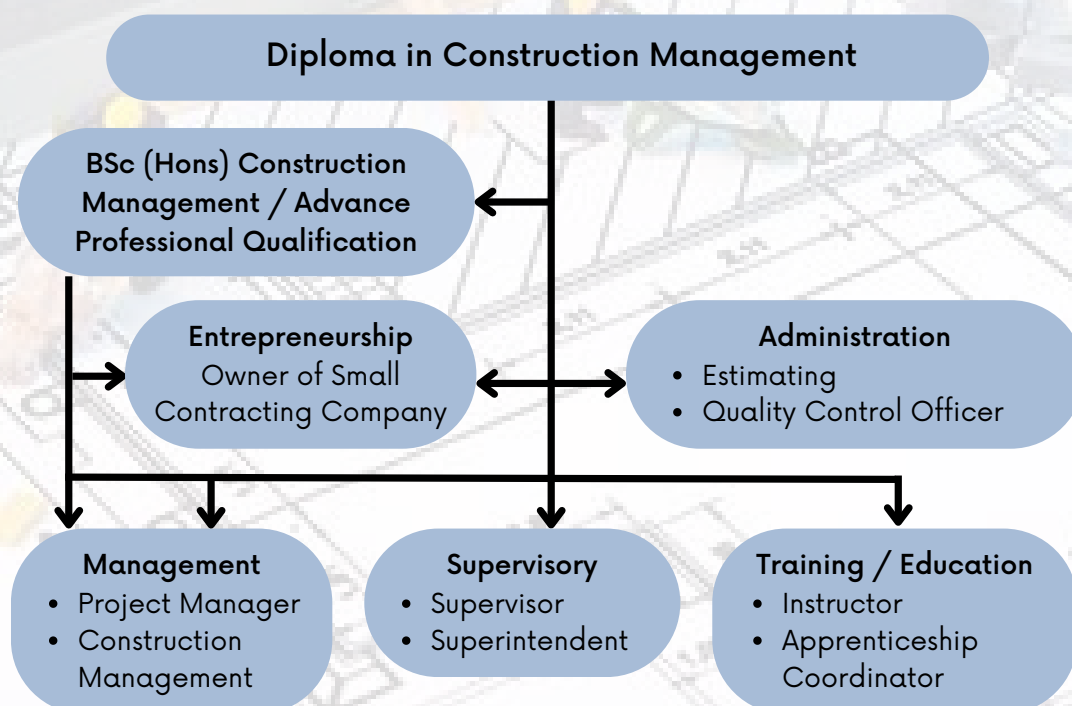 Diploma in Construction Management
BSc (Hons) Construction
Management / Advance
Professional Qualification
Entrepreneurship
Owner of Small
Contracting Company
Administration
• Estimating
• Quality Control Officer
Management
• Project Manager
• Construction
Management
Supervisory
• Supervisor
• Superintendent
Training / Education
• Instructor
• Apprenticeship
Coordinator